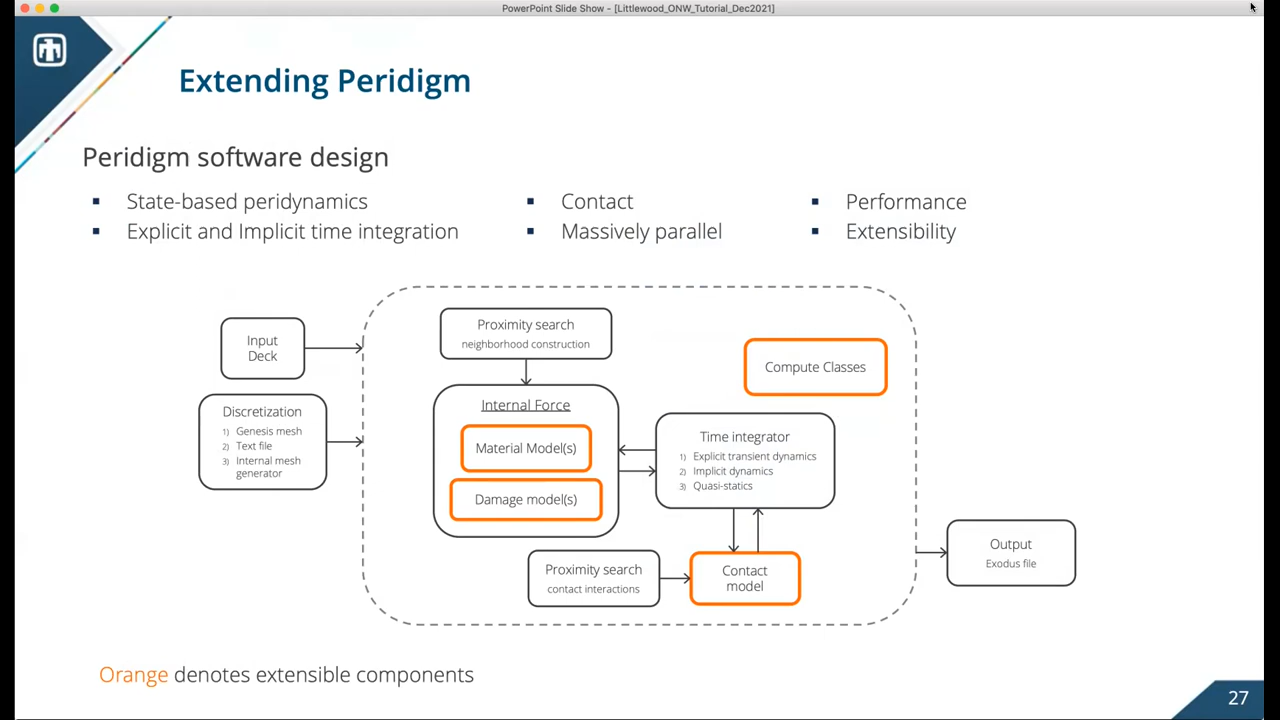 PowerPoint Slide Show - [Littlewood_ONW_Tutorial_Dec2021]
Extending Peridigm
Peridigm software design
▪ State-based peridynamics
▪ Explicit and Implicit time integration
▪ Contact
▪ Massively parallel
▪ Performance
▪ Extensibility
Input
Deck
Discretization
1) Genesis mesh
2) Text file
3) Internal mesh
generator
Proximity search
neighborhood construction
Internal Force
Material Model(s)
Damage model(s)
Compute Classes
Time integrator
1) Explicit transient dynamics
2) Implicit dynamics
3) Quasi-statics
Proximity search
contact interactions
Contact
model
Output
Exodus file
Orange denotes extensible components
27